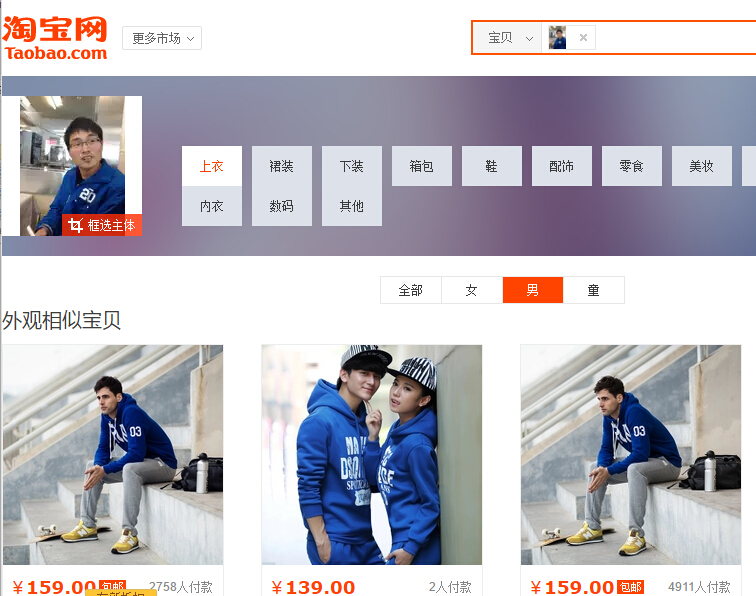 淘宝网
Taobao.com
更多市场
宝贝
上衣 裙装 下装 箱包 鞋 配饰 零食 美妆
20
框选主体
内衣 数码 其他
全部 女 男 童
外观相似宝贝
03
03
¥159.00 包邮 2758人付款
¥139.00 2人付款
¥159.00 包邮 4911人付款